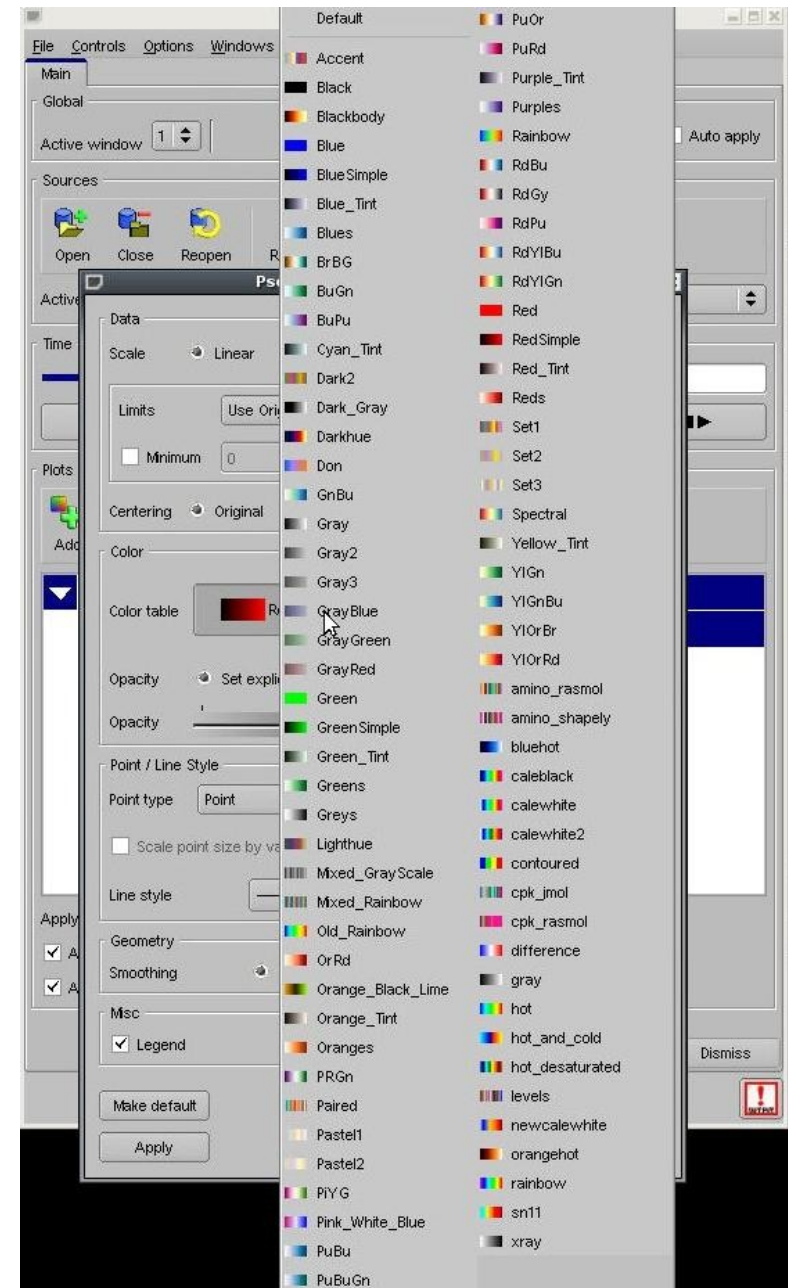 File Controls Options Windows
Main
Global
Active window 1
Auto apply
Sources
Open Close Reopen
Time
Plots
Apply
Dismiss
Data
Scale Linear
Limits
Minimum 0
Centering Original
Color
Color table
Opacity
Opacity
Point / Line Style
Point type Point
Scale point size by
Line style
Geometry
Smoothing
Misc
Legend
Make default
Apply
Default
Accent
Black
Blackbody
Blue
BlueSimple
Blue_Tint
Blues
BrBG
BuGn
BuPu
Cyan_Tint
Dark2
Dark_Gray
Darkhue
Don
GnBu
Gray
Gray2
Gray3
GrayBlue
GrayGreen
GrayRed
Green
GreenSimple
Green_Tint
Greens
Greys
Lighthue
Mixed_GrayScale
Mixed_Rainbow
Old_Rainbow
OrRd
Orange_Black_Lime
Orange_Tint
Oranges
PRGn
Paired
Pastel1
Pastel2
PiYG
Pink_White_Blue
PuBu
PuBuGn
PuOr
PuRd
Purple_Tint
Purples
Rainbow
RdBu
RdGy
RdPu
RdYlBu
RdYlGn
Red
RedSimple
Red_Tint
Reds
Set1
Set2
Set3
Spectral
Yellow_Tint
YlGn
YlGnBu
YlOrBr
YlOrRd
amino_rasmol
amino_shapely
bluehot
caleblack
calewhite
calewhite2
contoured
cpk_jmol
cpk_rasmol
difference
gray
hot
hot_and_cold
hot_desaturated
levels
newcalewhite
orangehot
rainbow
sn11
xray